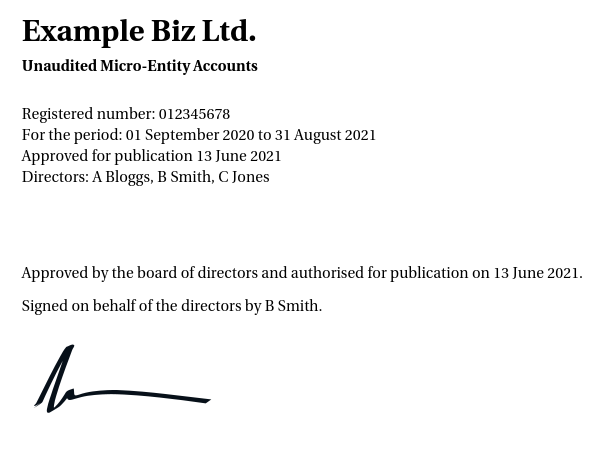 Example Biz Ltd.
Unaudited Micro-Entity Accounts
Registered number: 012345678
For the period: 01 September 2020 to 31 August 2021
Approved for publication 13 June 2021
Directors: A Bloggs, B Smith, C Jones
Approved by the board of directors and authorised for publication on 13 June 2021.
Signed on behalf of the directors by B Smith.